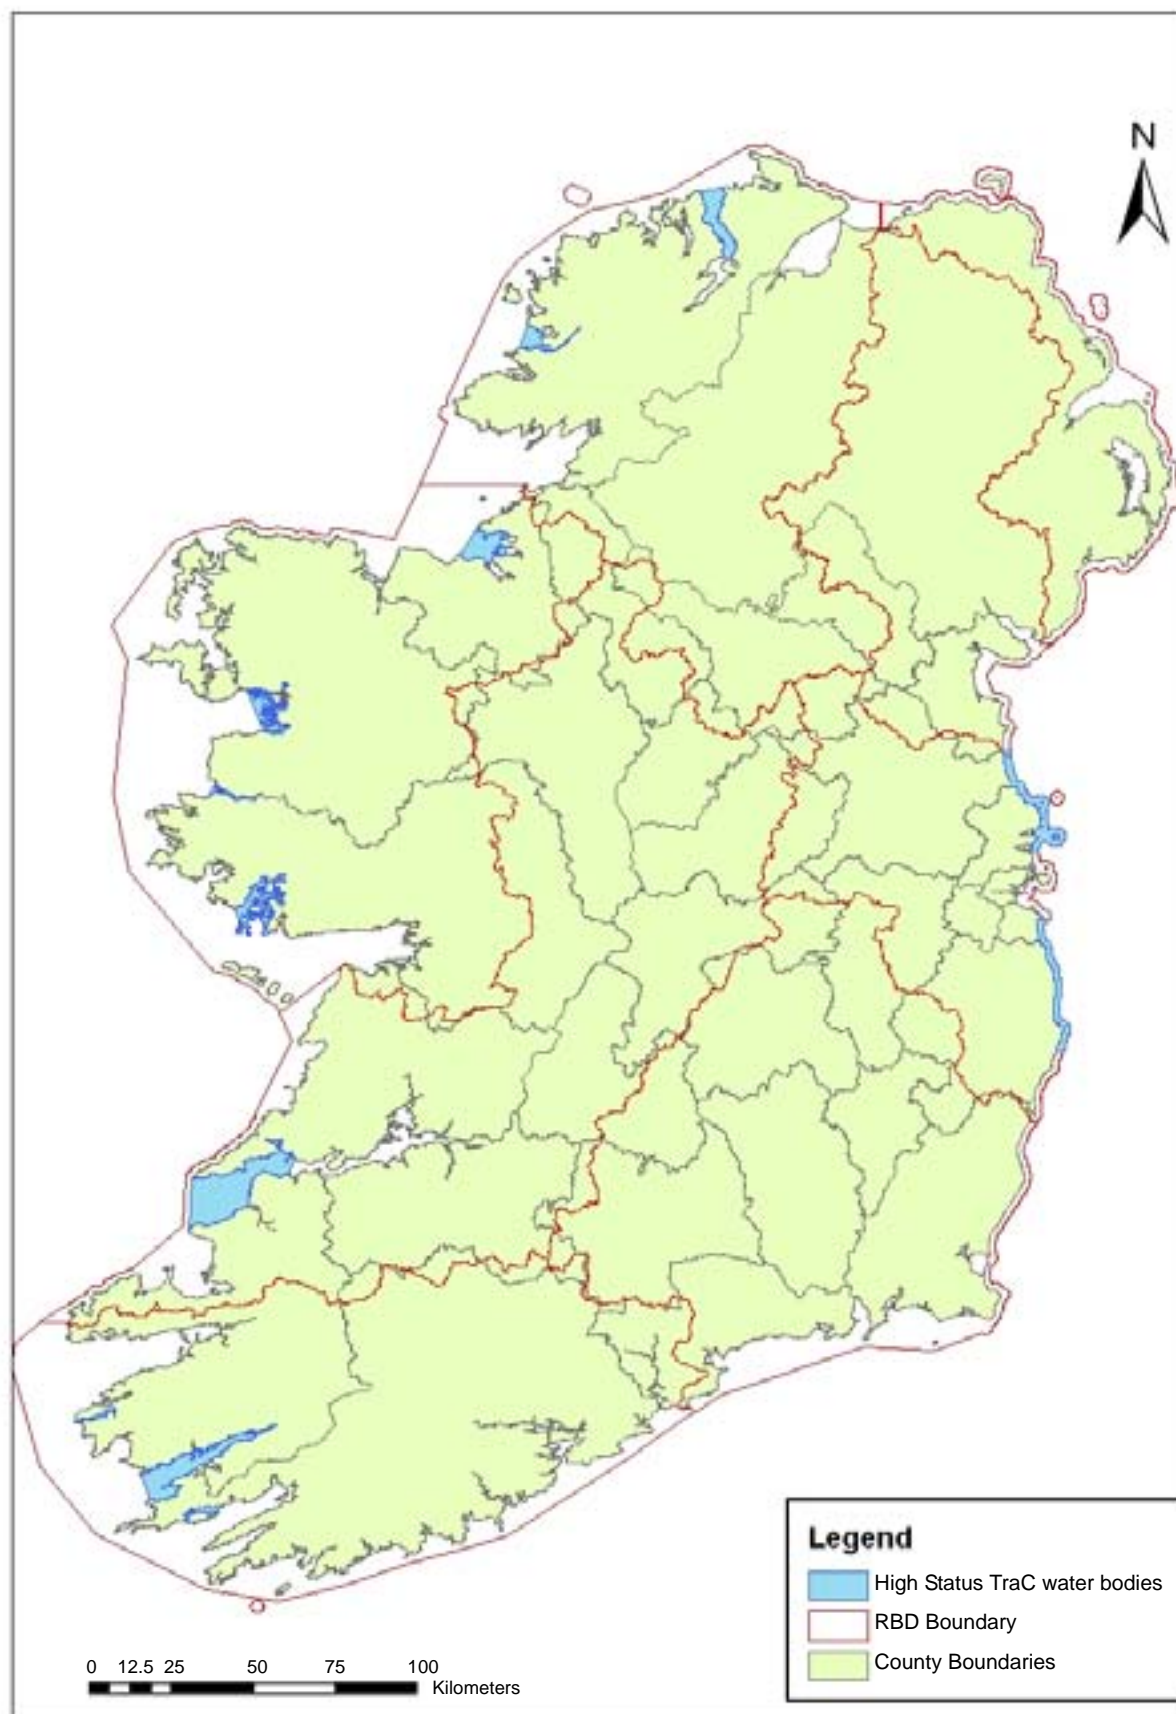 N
Legend
High Status TraC water bodies
RBD Boundary
County Boundaries
0 12.5 25 50 75 100
Kilometers